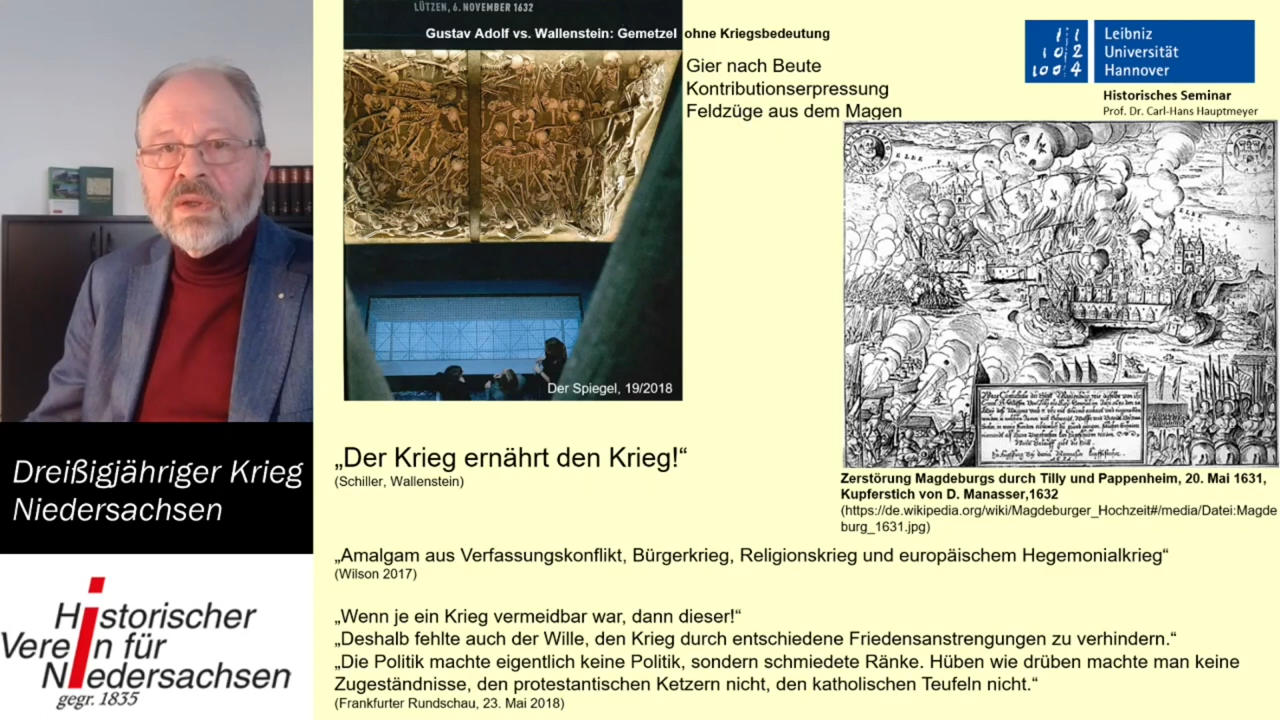 LÜTZEN, 6. NOVEMBER 1632
Gustav Adolf vs. Wallenstein: Gemetzel ohne Kriegsbedeutung
Gier nach Beute
Kontributionserpressung
Feldzüge aus dem Magen
Leibniz
Universität
Hannover
Historisches Seminar
Prof. Dr. Carl-Hans Hauptmeyer
Der Spiegel, 19/2018
„Der Krieg ernährt den Krieg!“
(Schiller, Wallenstein)
Zerstörung Magdeburgs durch Tilly und Pappenheim, 20. Mai 1631,
Kupferstich von D. Manasser,1632
(https://de.wikipedia.org/wiki/Magdeburger_Hochzeit#/media/Datei:Magde
burg_1631.jpg)
„Amalgam aus Verfassungskonflikt, Bürgerkrieg, Religionskrieg und europäischem Hegemonialkrieg“
(Wilson 2017)
„Wenn je ein Krieg vermeidbar war, dann dieser!“
„Deshalb fehlte auch der Wille, den Krieg durch entschiedene Friedensanstrengungen zu verhindern.“
„Die Politik machte eigentlich keine Politik, sondern schmiedete Ränke. Hüben wie drüben machte man keine
Zugeständnisse, den protestantischen Ketzern nicht, den katholischen Teufeln nicht.“
(Frankfurter Rundschau, 23. Mai 2018)
Dreißigjähriger Krieg
Niedersachsen
Historischer
Verein für
Niedersachsen
gegr. 1835